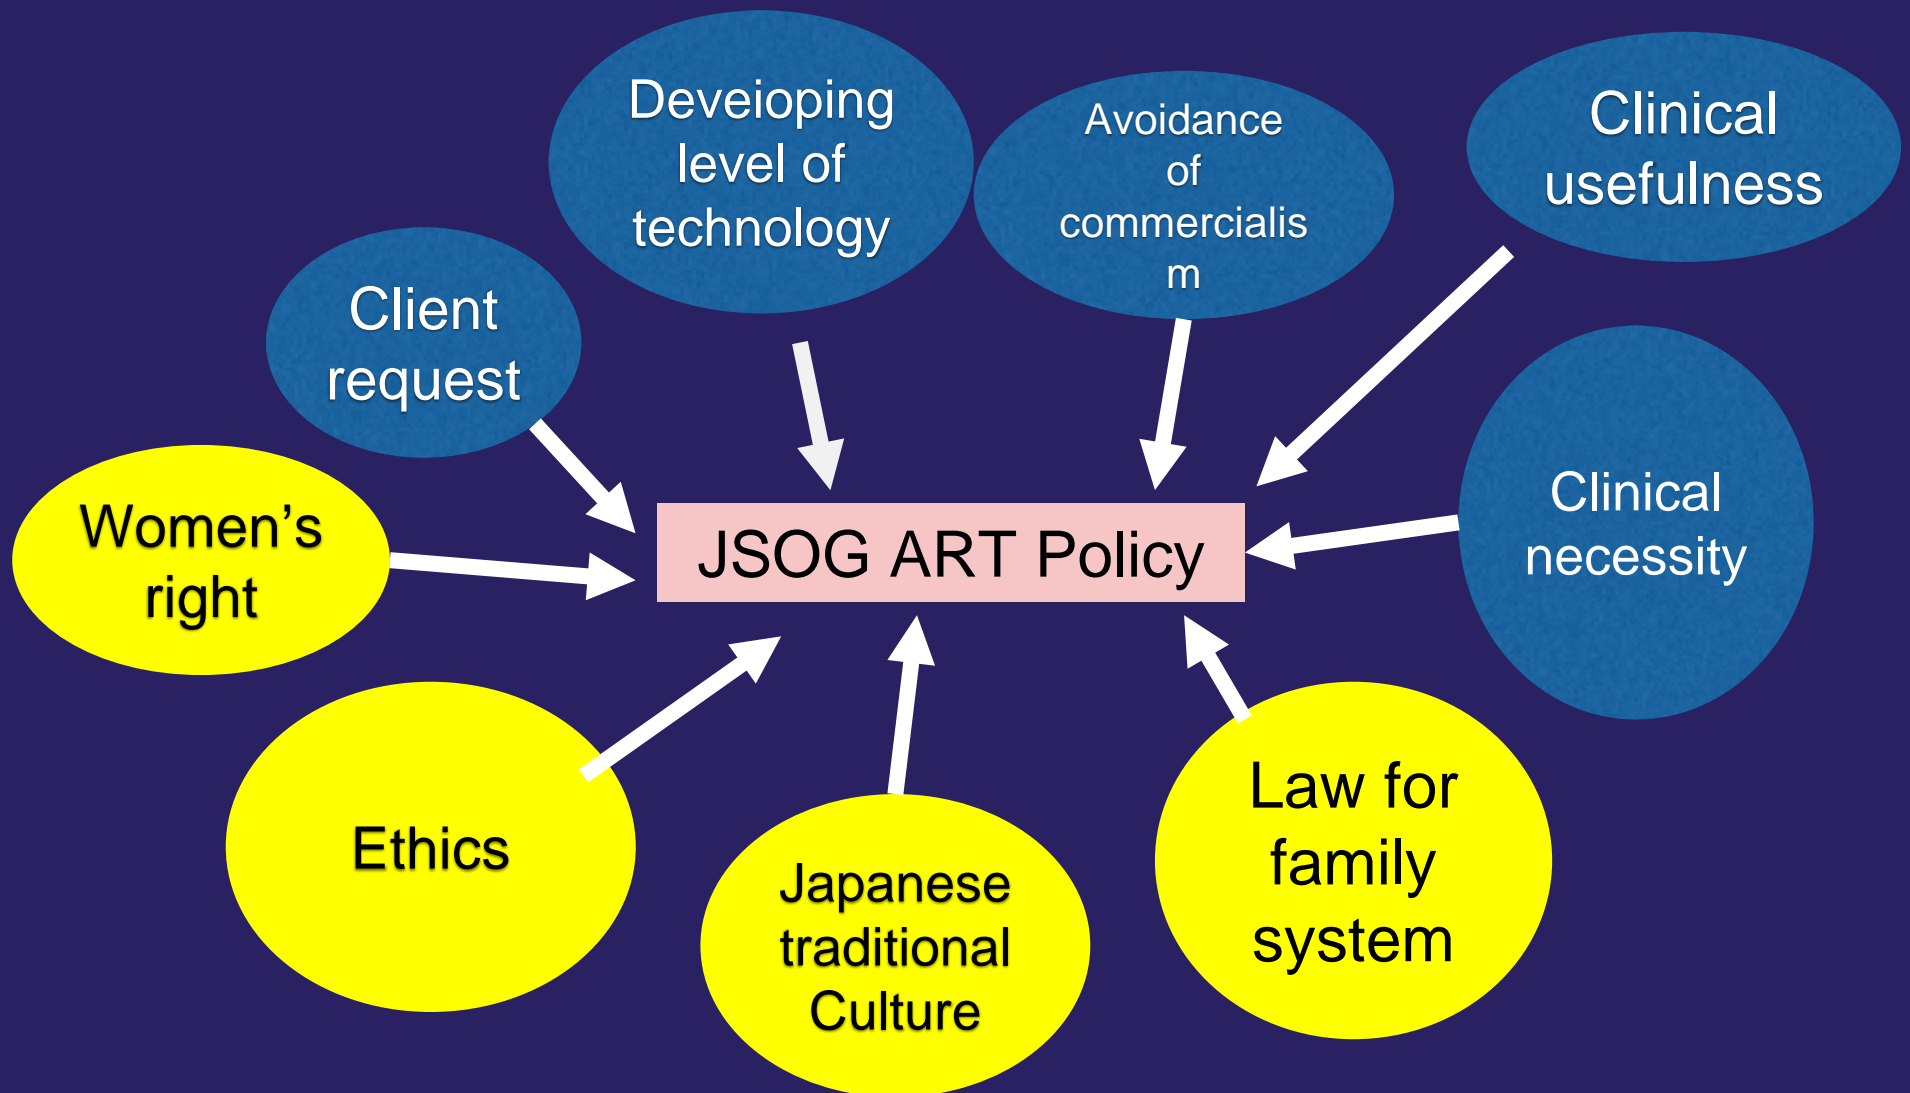 Deveioping
level of
technology
Avoidance
of
commercialis
m
Clinical
usefulness
Client
request
Clinical
necessity
Women’s
right
JSOG ART Policy
Ethics
Japanese
traditional
Culture
Law for
family
system